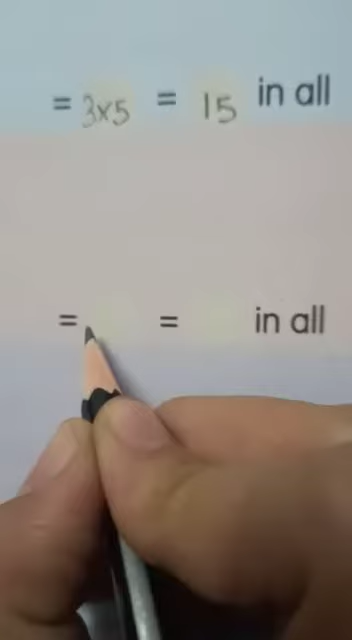 = 3x5 = 15 in all
= = in all